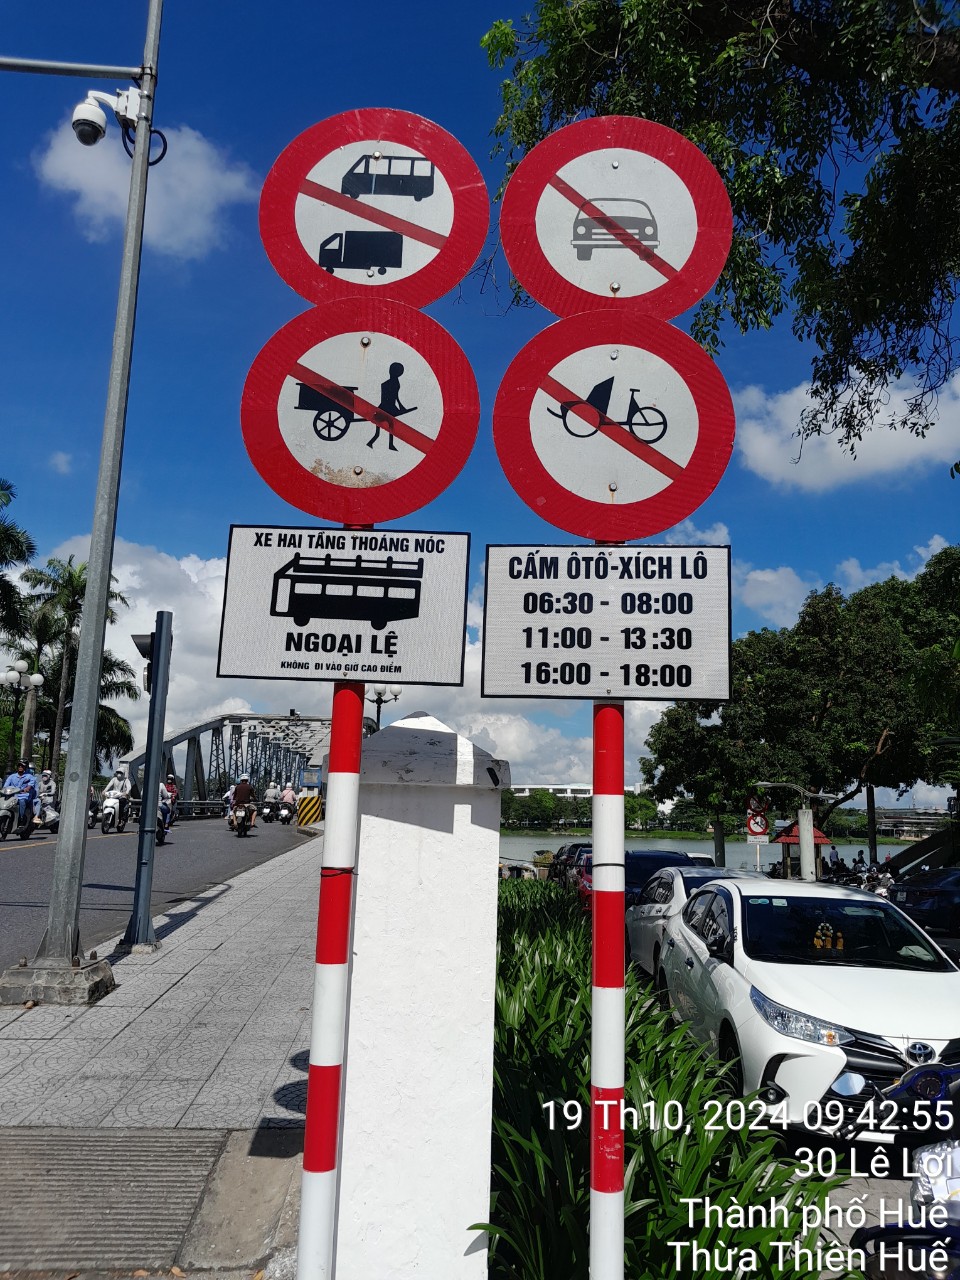 XE HAI TẦNG THOÁNG NÓC
NGOẠI LỆ
KHÔNG ĐI VÀO GIỜ CAO ĐIỂM
CẤM ÔTÔ-XÍCH LÔ
06:30 - 08:00
11:00 - 13:30
16:00 - 18:00
19 Th10, 2024 09:42:55
30 Lê Lợi
Thành phố Huế
Thừa Thiên Huế